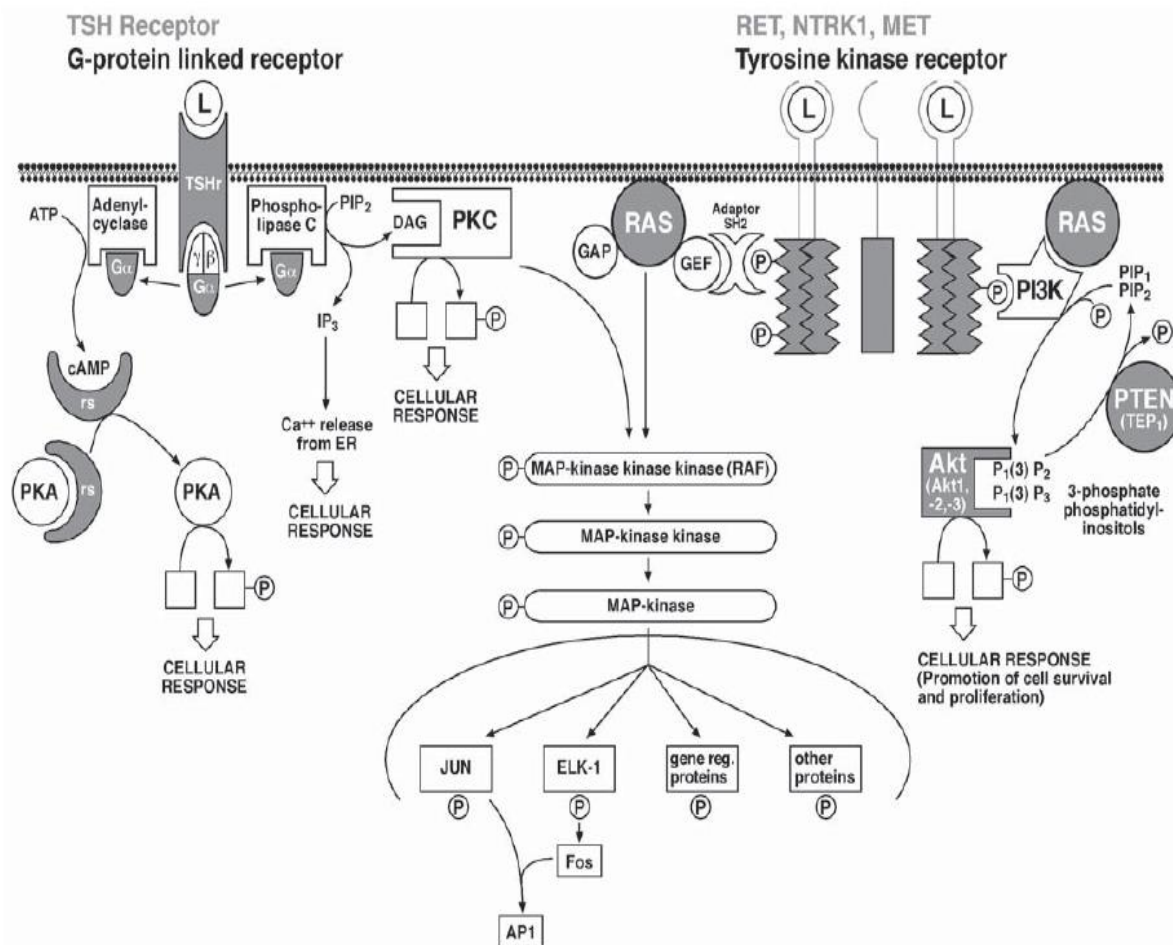 TSH Receptor
G-protein linked receptor
RET, NTRK1, MET
Tyrosine kinase receptor
L
L
L
TSHr
ATP
Adenyl-
cyclase
Phospho-
lipase C
PIP2
DAG
PKC
RAS
GAP
GEF
Adaptor
SH2
P
P
P
RAS
PI3K
PIP1
PIP2
P
P
PTEN
(TEP1)
γ β
Gα
Gα
Gα
IP3
P
CELLULAR
RESPONSE
cAMP
rs
Ca++ release
from ER
CELLULAR
RESPONSE
PKA
rs
PKA
P
CELLULAR
RESPONSE
P
MAP-kinase kinase kinase (RAF)
P
MAP-kinase kinase
P
MAP-kinase
Akt
(Akt1,
-2,-3)
P1(3) P2
P1(3) P3
3-phosphate
phosphatidyl-
inositols
P
CELLULAR RESPONSE
(Promotion of cell survival
and proliferation)
JUN
P
ELK-1
P
gene reg.
proteins
P
other
proteins
P
Fos
AP1